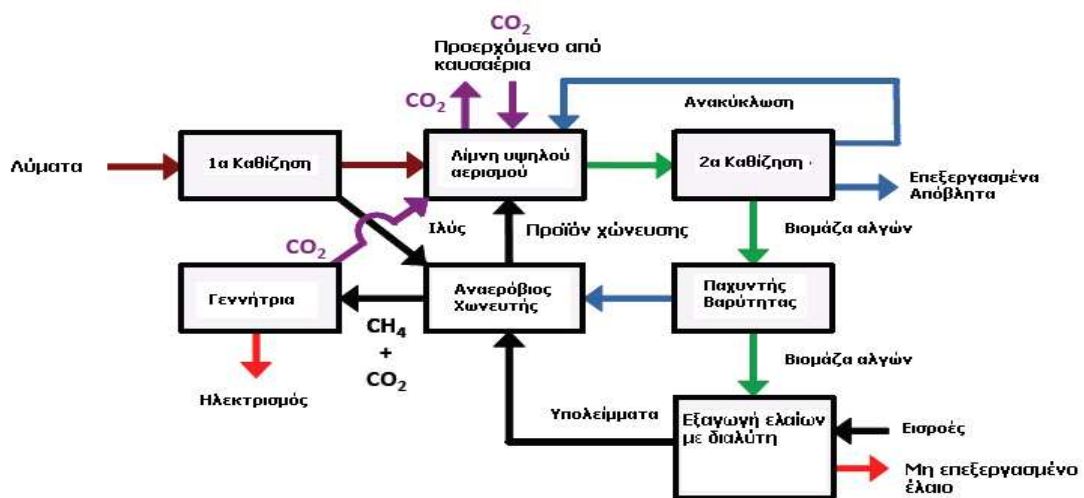 CO2
Προερχόμενο από
καυσαέρια
CO2
Ανακύκλωση
Λύματα
1α Καθίζηση
Λίμνη υψηλού
αερισμού
2α Καθίζηση
Επεξεργασμένα
Απόβλητα
CO2
Ιλύς
Προϊόν χώνευσης
Βιομάζα αλγών
Γεννήτρια
Αναερόβιος
Χωνευτής
Παχυντής
Βαρύτητας
CH4
+
CO2
Βιομάζα αλγών
Ηλεκτρισμός
Υπολείμματα
Εξαγωγή ελαίων
με διαλύτη
Εισροές
Μη επεξεργασμένο
έλαιο